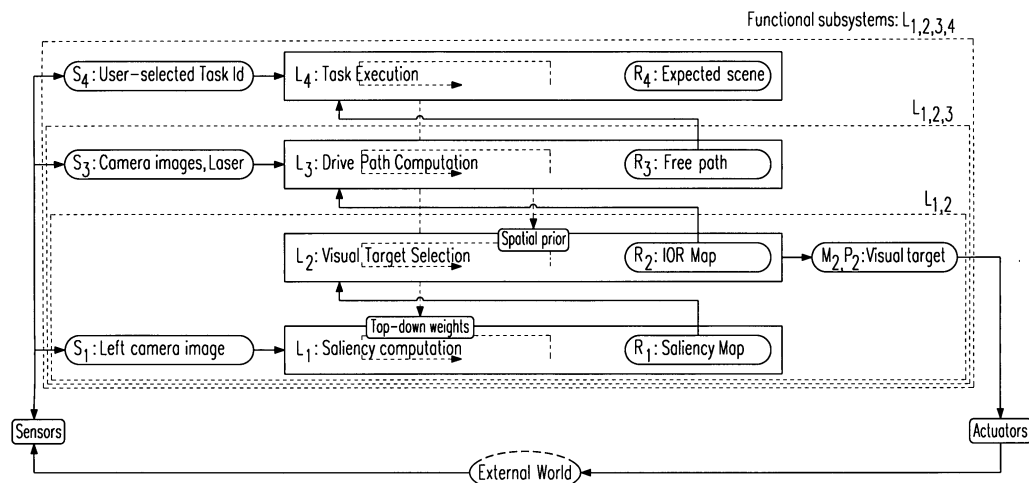 Functional subsystems: L1,2,3,4
S4: User-selected Task Id
L4: Task Execution
R4: Expected scene
L1,2,3
S3: Camera images, Laser
L3: Drive Path Computation
R3: Free path
L1,2
Spatial prior
L2: Visual Target Selection
R2: IOR Map
M2, P2: Visual target
Top-down weights
S1: Left camera image
L1: Saliency computation
R1: Saliency Map
Sensors
Actuators
External World